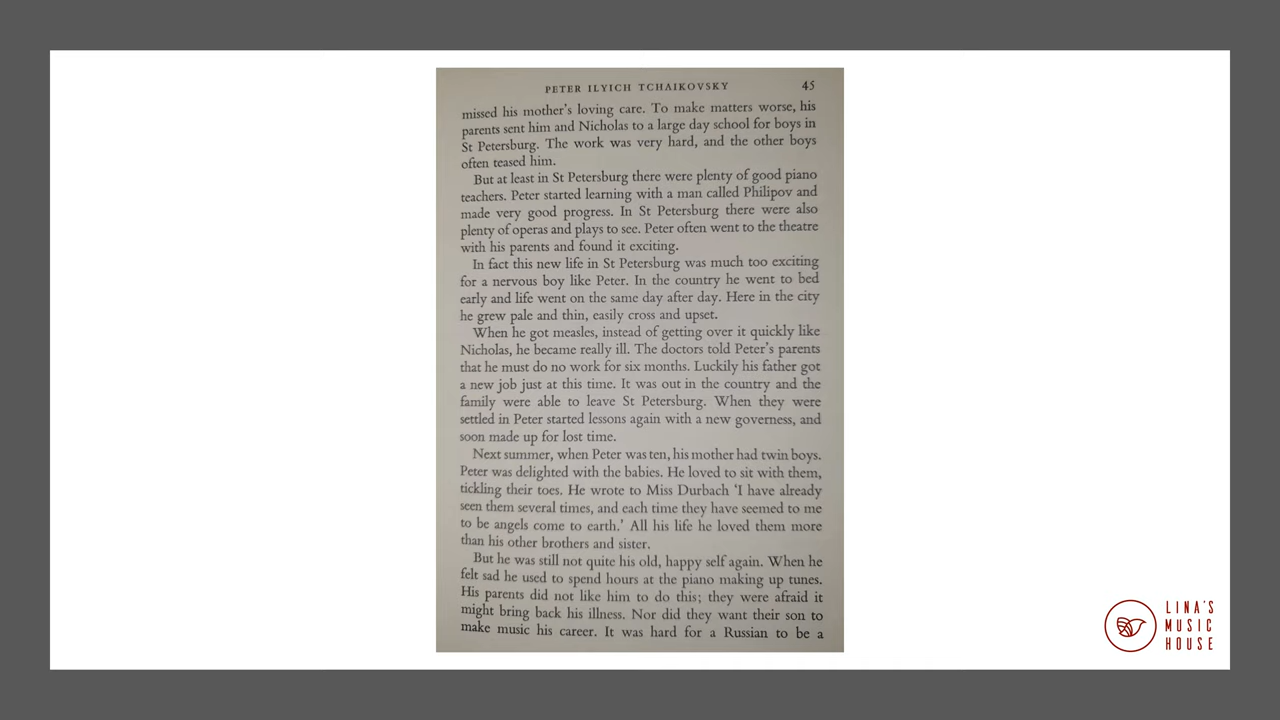 PETER ILYICH TCHAIKOVSKY 45
missed his mother's loving care. To make matters worse, his
parents sent him and Nicholas to a large day school for boys in
St Petersburg. The work was very hard, and the other boys
often teased him.
But at least in St Petersburg there were plenty of good piano
teachers. Peter started learning with a man called Philipov and
made very good progress. In St Petersburg there were also
plenty of operas and plays to see. Peter often went to the theatre
with his parents and found it exciting.
In fact this new life in St Petersburg was much too exciting
for a nervous boy like Peter. In the country he went to bed
early and life went on the same day after day. Here in the city
he grew pale and thin, easily cross and upset.
When he got measles, instead of getting over it quickly like
Nicholas, he became really ill. The doctors told Peter's parents
that he must do no work for six months. Luckily his father got
a new job just at this time. It was out in the country and the
family were able to leave St Petersburg. When they were
settled in Peter started lessons again with a new governess, and
soon made up for lost time.
Next summer, when Peter was ten, his mother had twin boys.
Peter was delighted with the babies. He loved to sit with them,
tickling their toes. He wrote to Miss Durbach 'I have already
seen them several times, and each time they have seemed to me
to be angels come to earth.' All his life he loved them more
than his other brothers and sister.
But he was still not quite his old, happy self again. When he
felt sad he used to spend hours at the piano making up tunes.
His parents did not like him to do this; they were afraid it
might bring back his illness. Nor did they want their son to
make music his career. It was hard for a Russian to be a
LINA'S
MUSIC
HOUSE